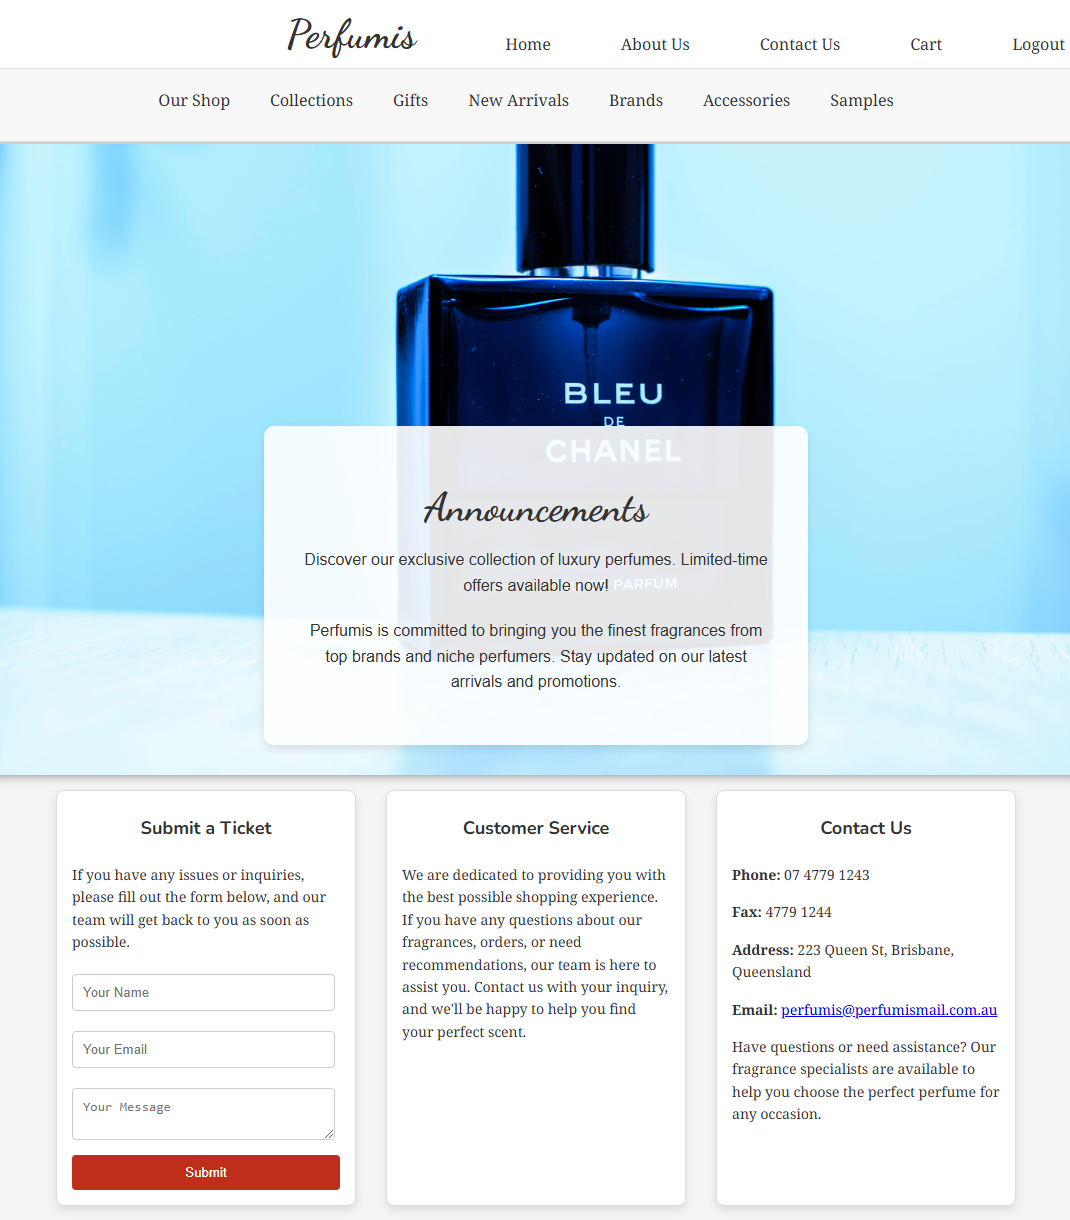 Perfumis
Home About Us Contact Us Cart Logout
Our Shop Collections Gifts New Arrivals Brands Accessories Samples
BLEU
DE
CHANEL
Announcements
Discover our exclusive collection of luxury perfumes. Limited-time
offers available now!
PARFUM
Perfumis is committed to bringing you the finest fragrances from
top brands and niche perfumers. Stay updated on our latest
arrivals and promotions.
Submit a Ticket
If you have any issues or inquiries,
please fill out the form below, and our
team will get back to you as soon as
possible.
Your Name
Your Email
Your Message
Submit
Customer Service
We are dedicated to providing you with
the best possible shopping experience.
If you have any questions about our
fragrances, orders, or need
recommendations, our team is here to
assist you. Contact us with your inquiry,
and we'll be happy to help you find
your perfect scent.
Contact Us
Phone: 07 4779 1243
Fax: 4779 1244
Address: 223 Queen St, Brisbane,
Queensland
Email: perfumis@perfumismail.com.au
Have questions or need assistance? Our
fragrance specialists are available to
help you choose the perfect perfume for
any occasion.